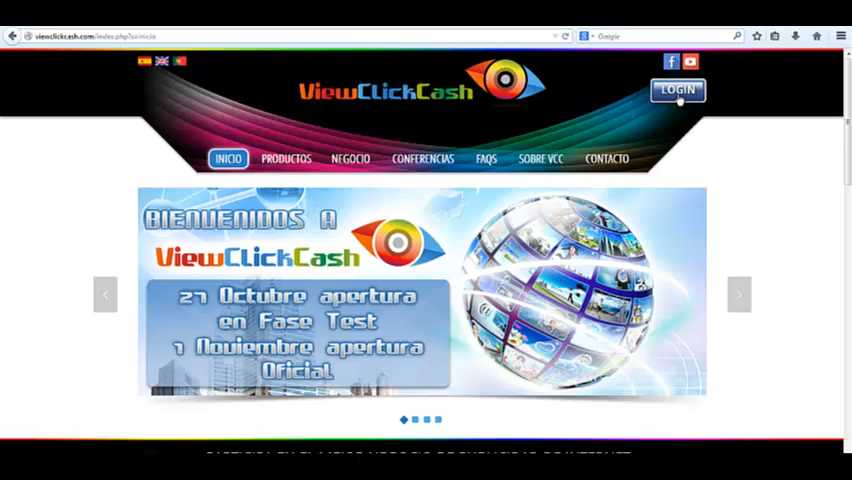 viewclickcash.com/index.php?s=inicio
Google
ViewClickCash
LOGIN
INICIO PRODUCTOS NEGOCIO CONFERENCIAS FAQS SOBRE VCC CONTACTO
BIENVENIDOS A
ViewClickCash
27 Octubre apertura
en Fase Test
1 Noviembre apertura
Oficial